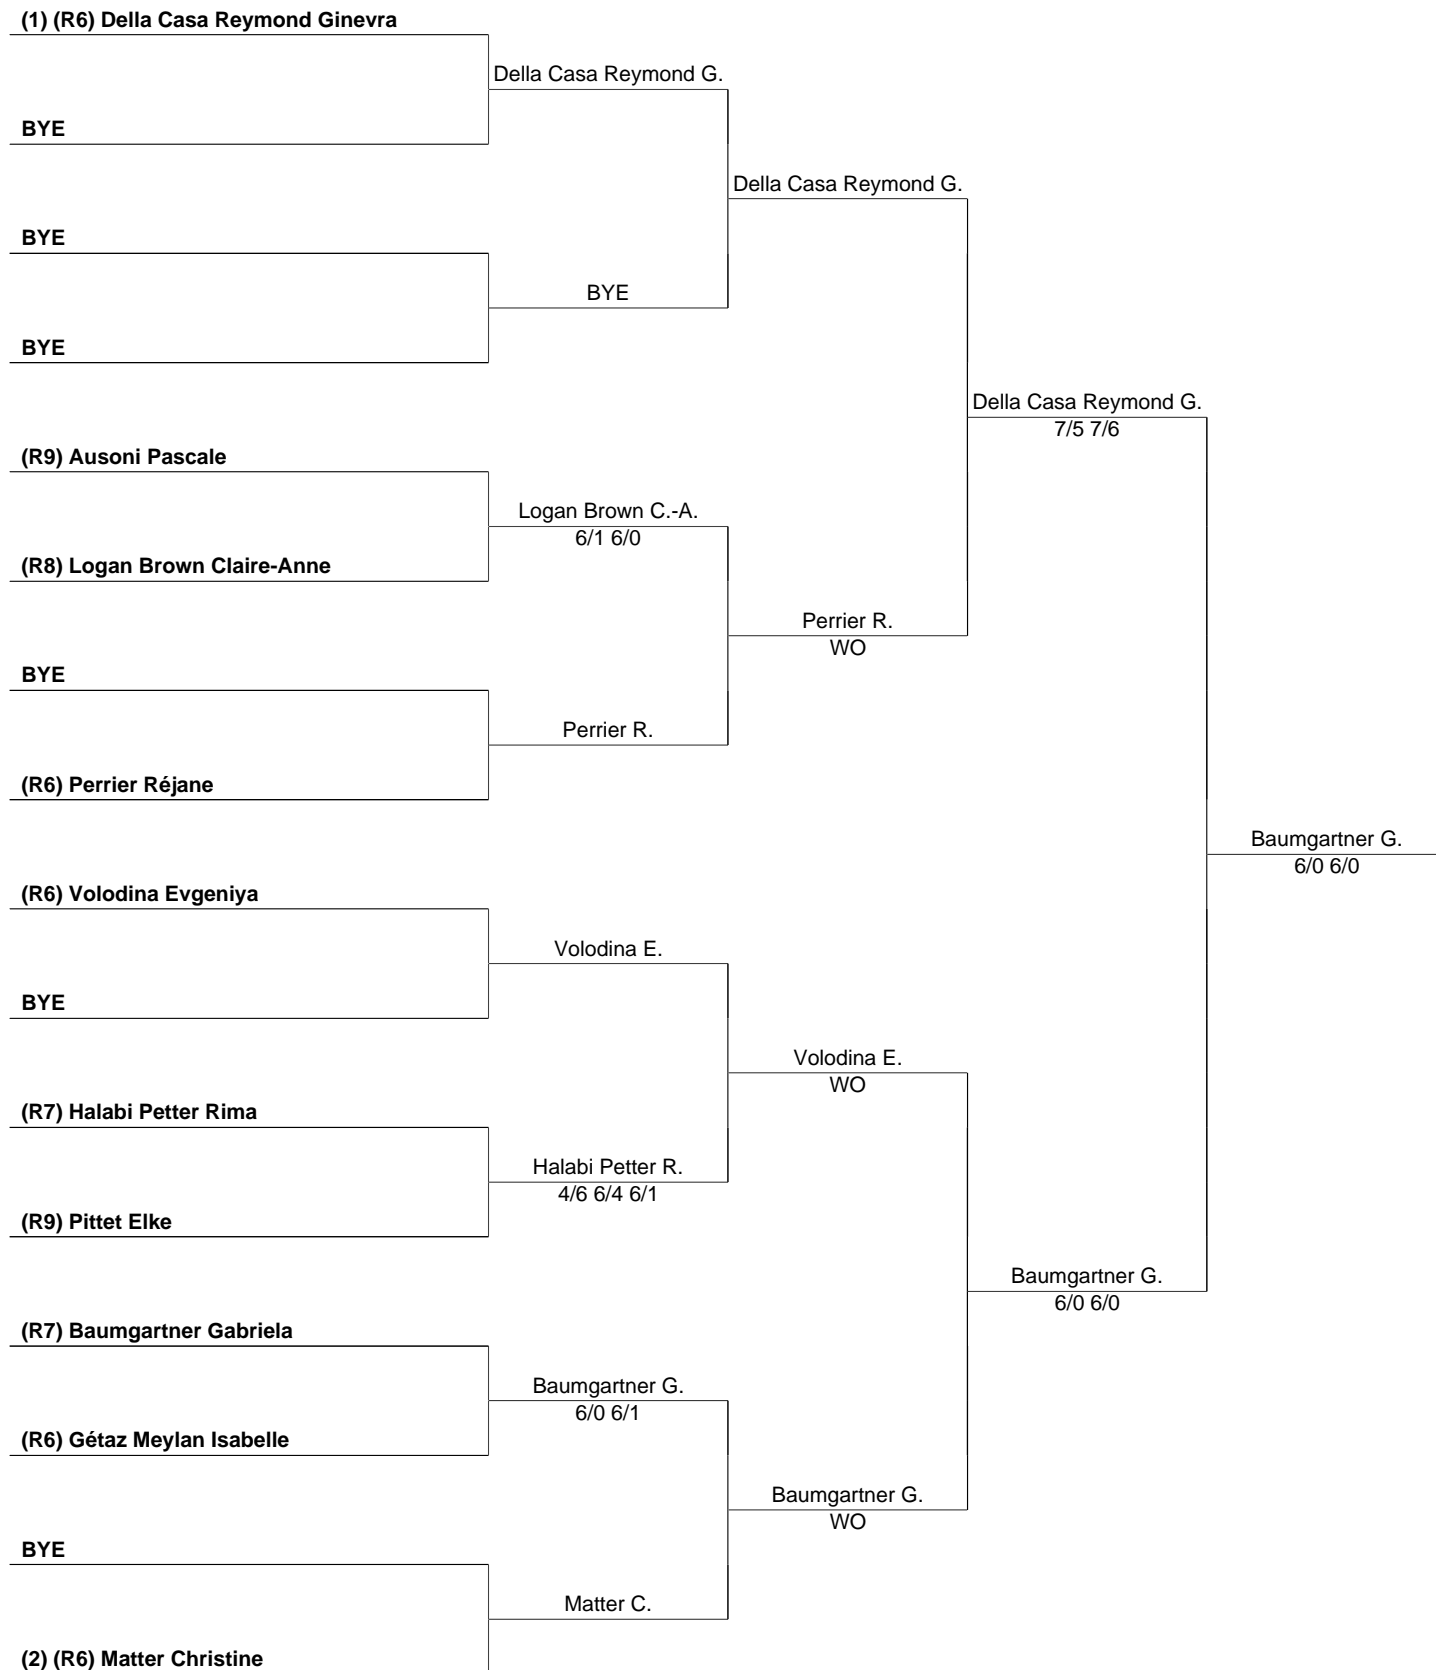 (1) (R6) Della Casa Reymond Ginevra
Della Casa Reymond G.
BYE
Della Casa Reymond G.
BYE
BYE
BYE
Della Casa Reymond G.
7/5 7/6
(R9) Ausoni Pascale
Logan Brown C.-A.
6/1 6/0
(R8) Logan Brown Claire-Anne
Perrier R.
WO
BYE
Perrier R.
(R6) Perrier Réjane
Baumgartner G.
6/0 6/0
(R6) Volodina Evgeniya
Volodina E.
BYE
Volodina E.
WO
(R7) Halabi Petter Rima
Halabi Petter R.
4/6 6/4 6/1
(R9) Pittet Elke
Baumgartner G.
6/0 6/0
(R7) Baumgartner Gabriela
Baumgartner G.
6/0 6/1
(R6) Gétaz Meylan Isabelle
Baumgartner G.
WO
BYE
Matter C.
(2) (R6) Matter Christine